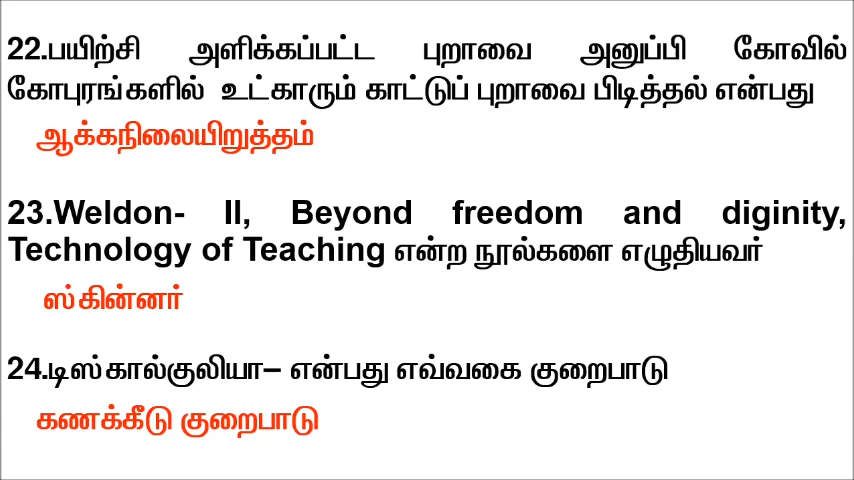 22.பயிற்சி அளிக்கப்பட்ட புறாவை அனுப்பி கோவில்
கோபுரங்களில் உட்காரும் காட்டுப் புறாவை பிடித்தல் என்பது
ஆக்கநிலையிறுத்தம்
23.Weldon- II, Beyond freedom and diginity,
Technology of Teaching என்ற நூல்களை எழுதியவர்
ஸ்கின்னர்
24.டிஸ்கால்குலியா– என்பது எவ்வகை குறைபாடு
கணக்கீடு குறைபாடு